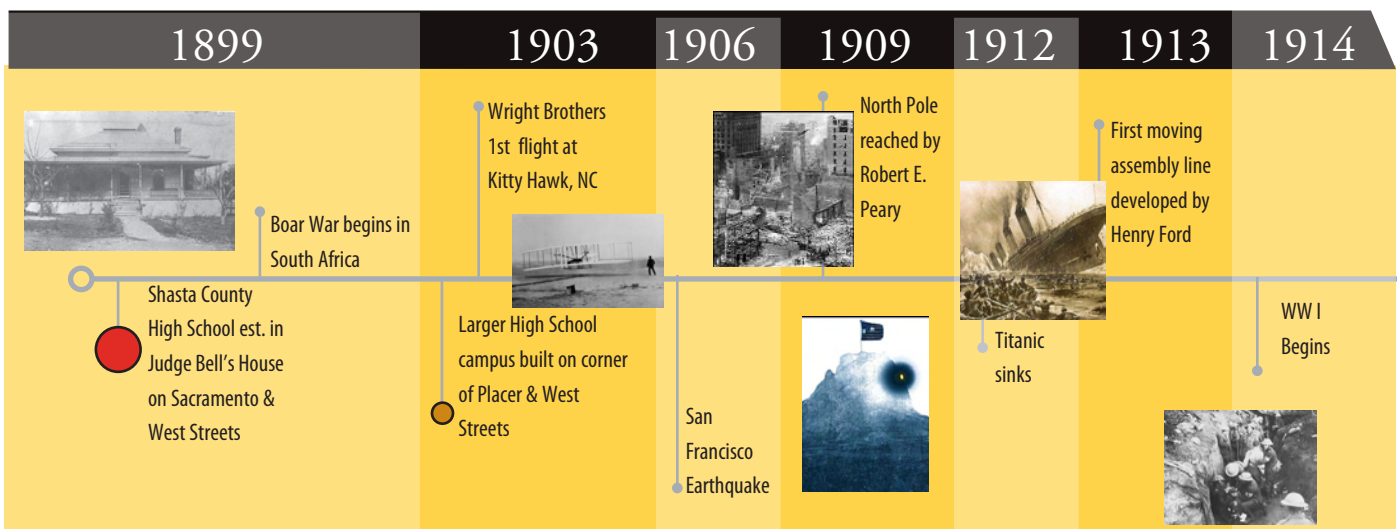 1899
1903
1906
1909
1912
1913
1914
Boar War begins in
South Africa
Shasta County
High School est. in
Judge Bell’s House
on Sacramento &
West Streets
Wright Brothers
1st flight at
Kitty Hawk, NC
Larger High School
campus built on corner
of Placer & West
Streets
San
Francisco
Earthquake
North Pole
reached by
Robert E.
Peary
Titanic
sinks
First moving
assembly line
developed by
Henry Ford
WW I
Begins